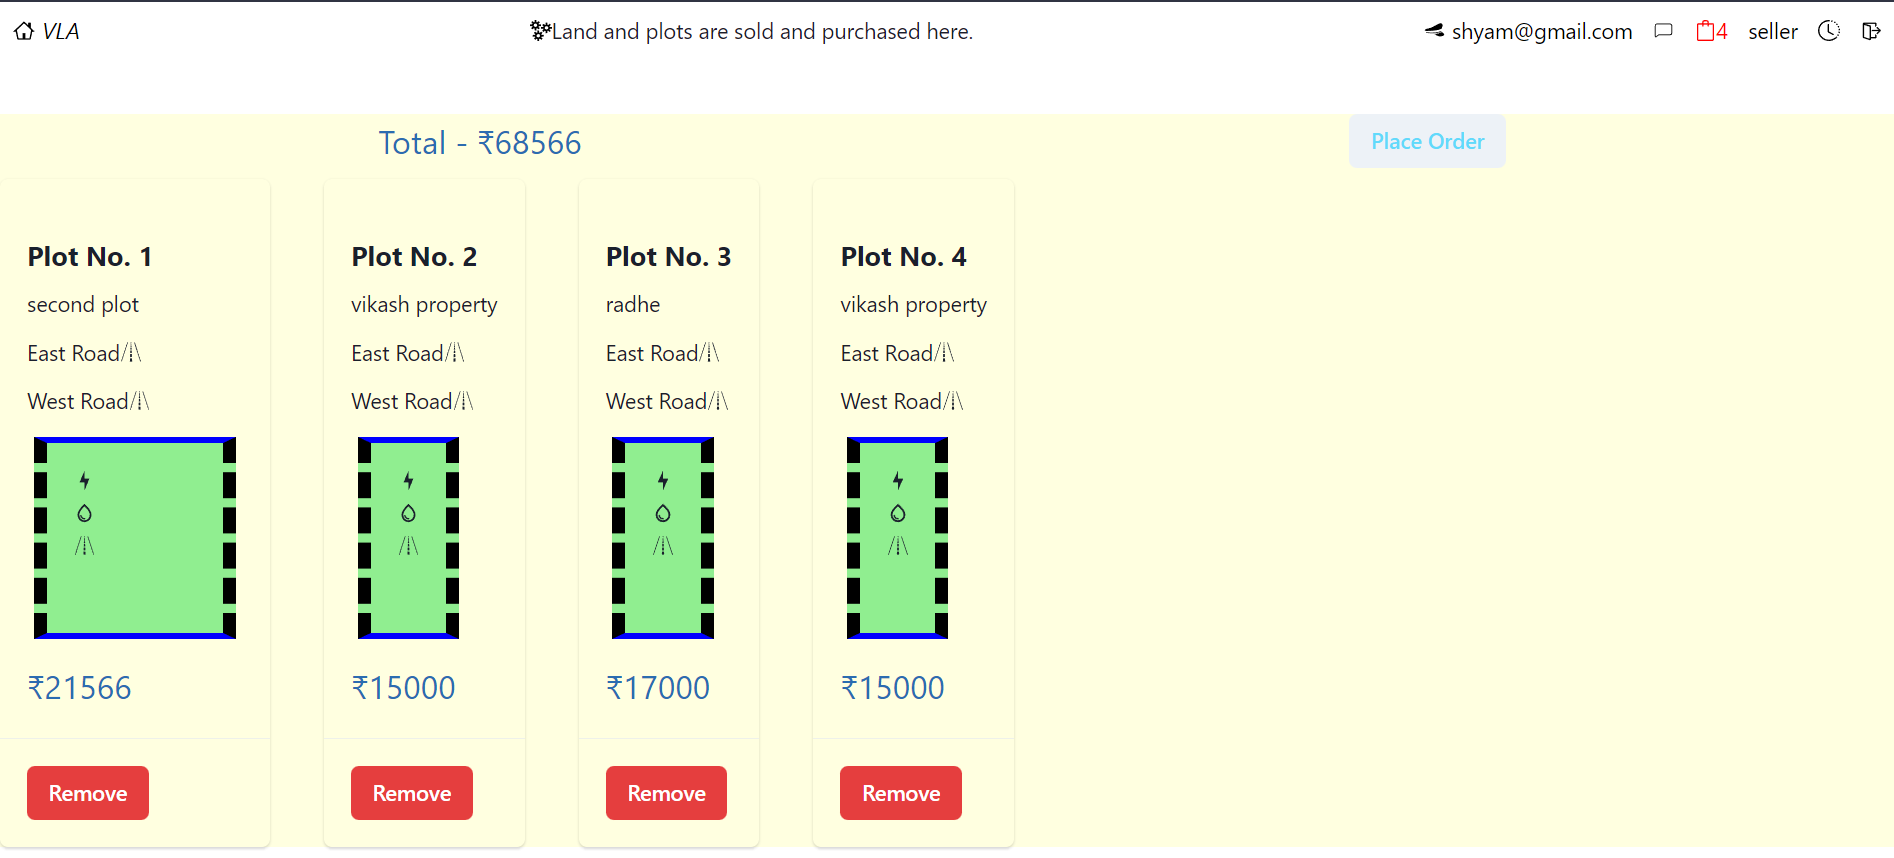 VLA
Land and plots are sold and purchased here.
shyam@gmail.com
4
seller
Total - ₹68566
Place Order
Plot No. 1
second plot
East Road
West Road
₹21566
Remove
Plot No. 2
vikash property
East Road
West Road
₹15000
Remove
Plot No. 3
radhe
East Road
West Road
₹17000
Remove
Plot No. 4
vikash property
East Road
West Road
₹15000
Remove